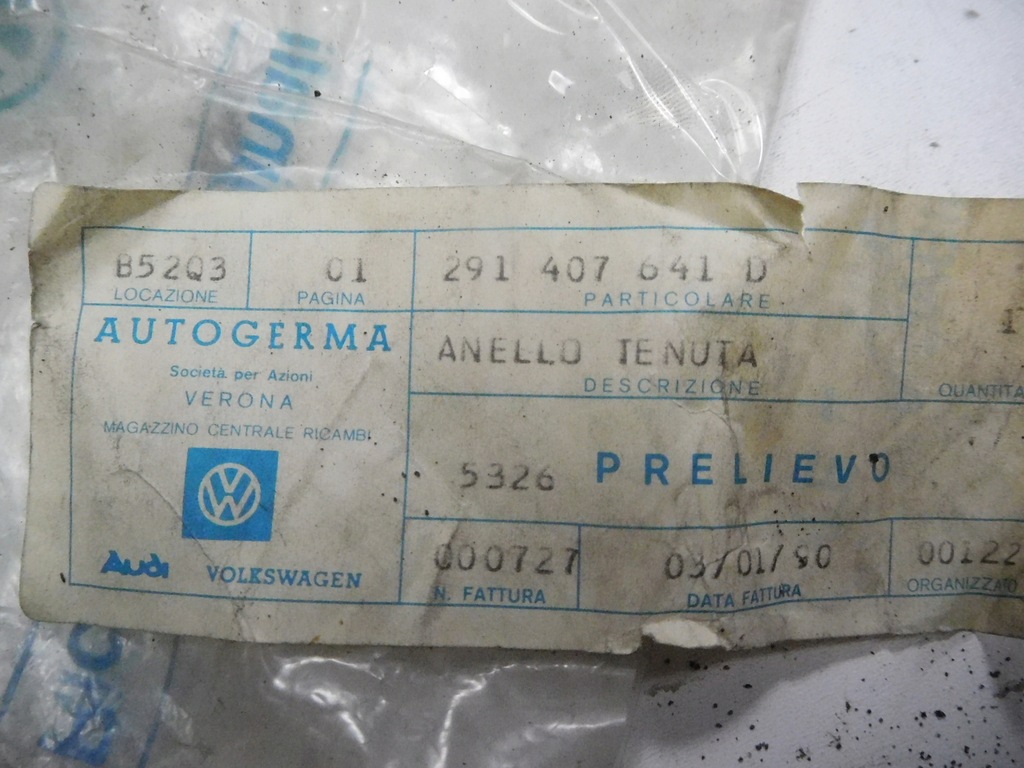 B52Q3 01 291 407 641 D
LOCAZIONE PAGINA PARTICOLARE
AUTOGERMA
Società per Azioni
VERONA
MAGAZZINO CENTRALE RICAMBI
ANELLO TENUTA
DESCRIZIONE QUANTITA
5326 PRELIEVO
Audi VOLKSWAGEN
000727 03/01/90 00122
N. FATTURA DATA FATTURA ORGANIZZATO